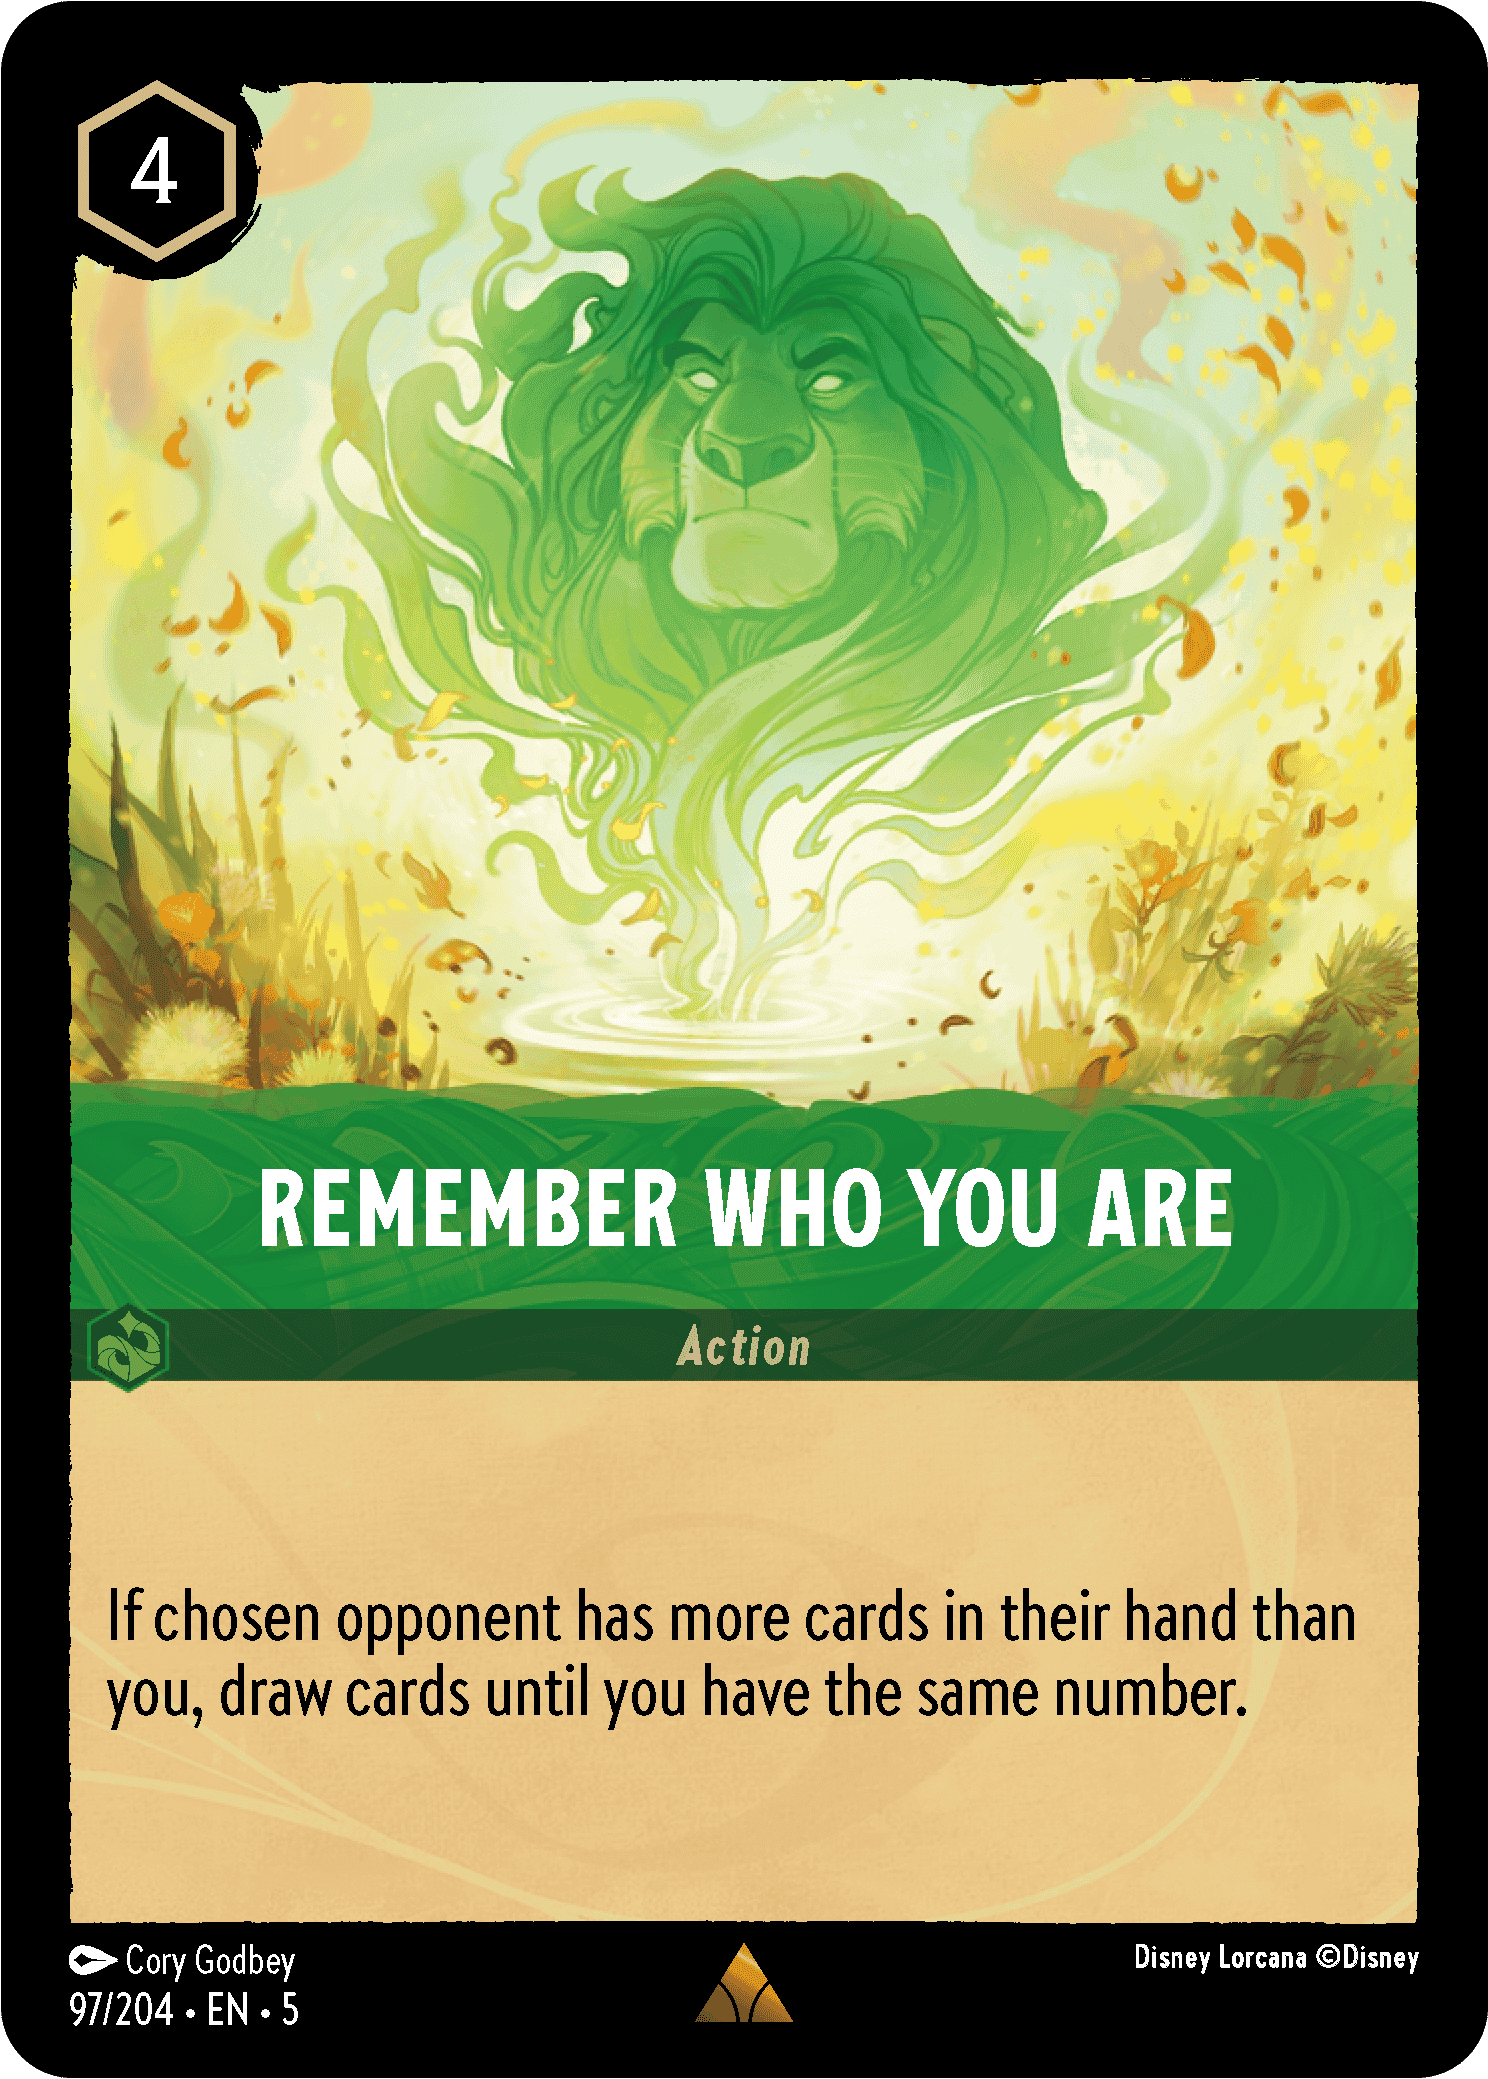 4
REMEMBER WHO YOU ARE
Action
If chosen opponent has more cards in their hand than
you, draw cards until you have the same number.
Cory Godbey
Disney Lorcana ©Disney
97/204 • EN • 5